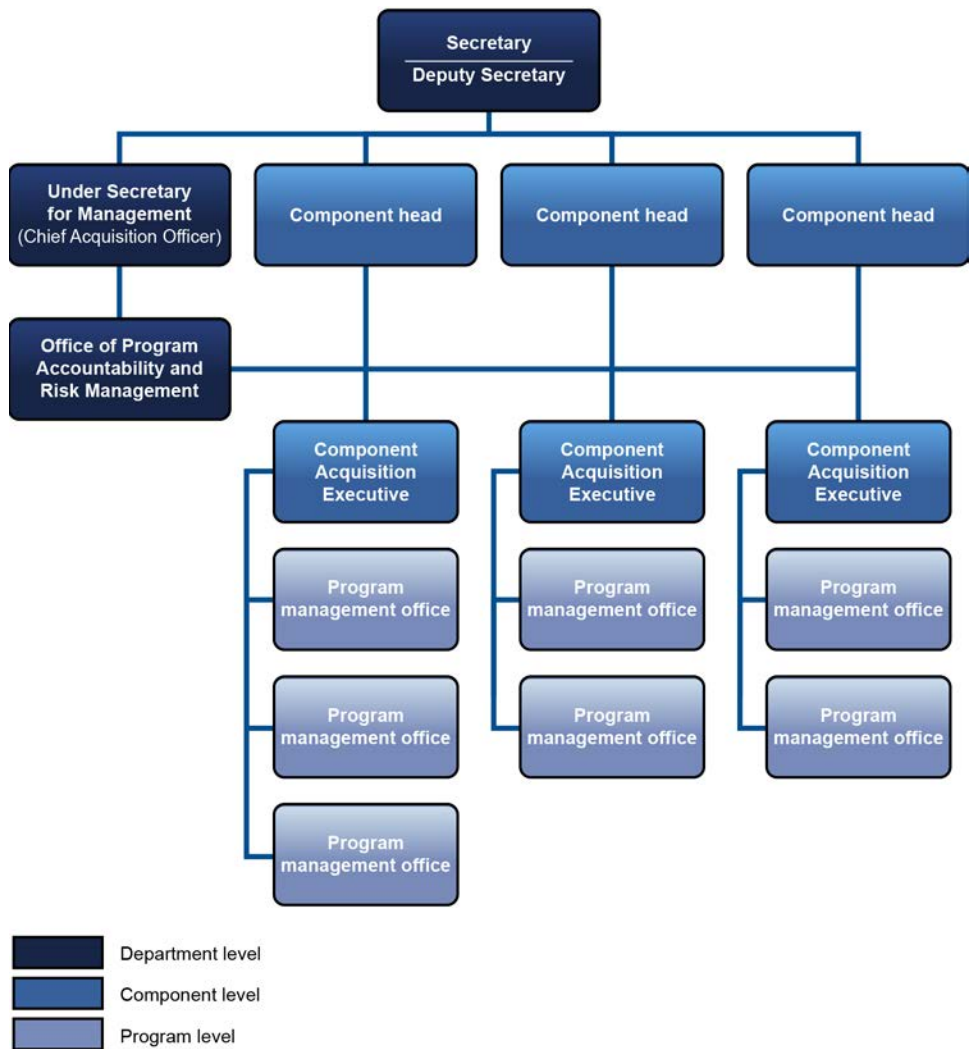 Secretary
Deputy Secretary
Under Secretary
for Management
(Chief Acquisition Officer)
Component head
Component head
Component head
Office of Program
Accountability and
Risk Management
Component
Acquisition
Executive
Component
Acquisition
Executive
Component
Acquisition
Executive
Program
management office
Program
management office
Program
management office
Program
management office
Program
management office
Program
management office
Program
management office
Department level
Component level
Program level